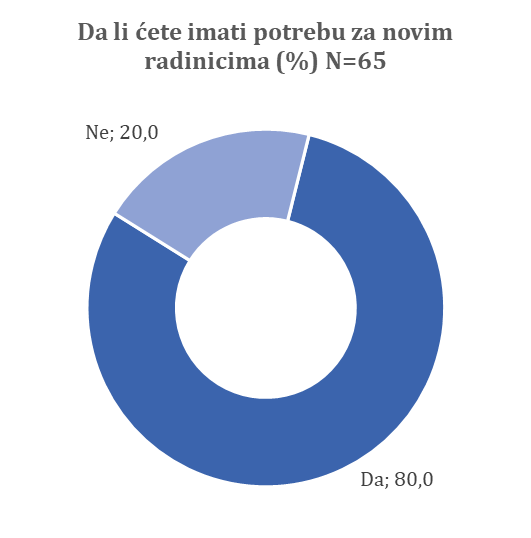 Da li ćete imati potrebu za novim
radinicima (%) N=65
Ne; 20,0
Da; 80,0